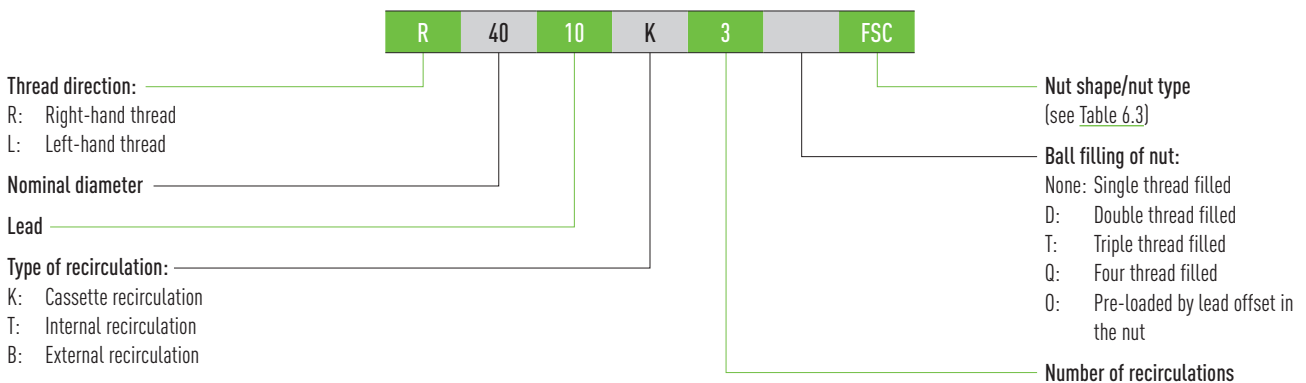 R 40 10 K 3 FSC
Thread direction:
R: Right-hand thread
L: Left-hand thread
Nominal diameter
Lead
Type of recirculation:
K: Cassette recirculation
T: Internal recirculation
B: External recirculation
Nut shape/nut type
(see Table 6.3)
Ball filling of nut:
None: Single thread filled
D: Double thread filled
T: Triple thread filled
Q: Four thread filled
O: Pre-loaded by lead offset in
the nut
Number of recirculations